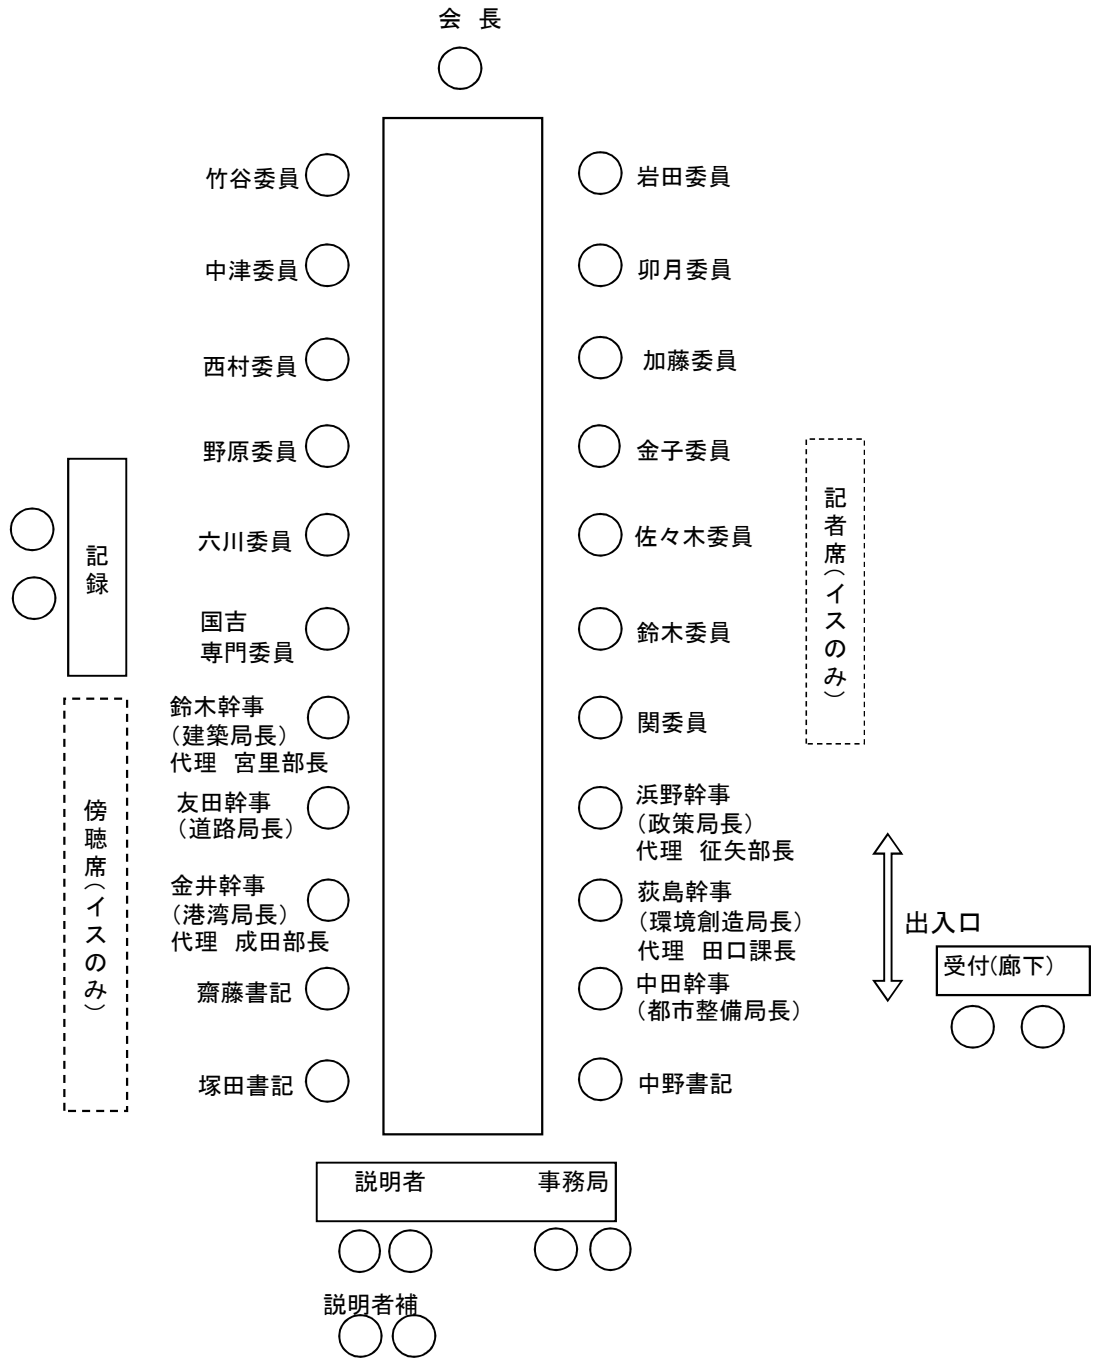 会 長
竹谷委員
中津委員
西村委員
野原委員
六川委員
国吉
専門委員
鈴木幹事
（建築局長）
代理 宮里部長
友田幹事
（道路局長）
金井幹事
（港湾局長）
代理 成田部長
齋藤書記
塚田書記
岩田委員
卯月委員
加藤委員
金子委員
佐々木委員
鈴木委員
関委員
浜野幹事
（政策局長）
代理 征矢部長
荻島幹事
（環境創造局長）
代理 田口課長
中田幹事
（都市整備局長）
中野書記
記録
傍聴席（イスのみ）
記者席（イスのみ）
出入口
受付(廊下）
説明者 事務局
説明者補